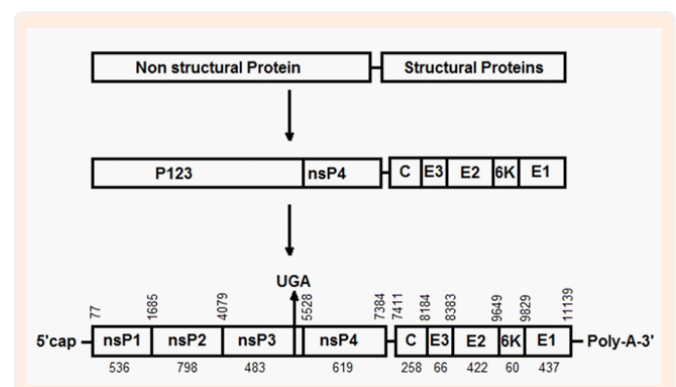 Non structural Protein Structural Proteins
P123 nsP4 C E3 E2 6K E1
UGA
77 1685 4079 5528 7384 7411 8184 8383 9649 9829 11139
5'cap nsP1 nsP2 nsP3 nsP4 C E3 E2 6K E1 Poly-A-3'
536 798 483 619 258 66 422 60 437